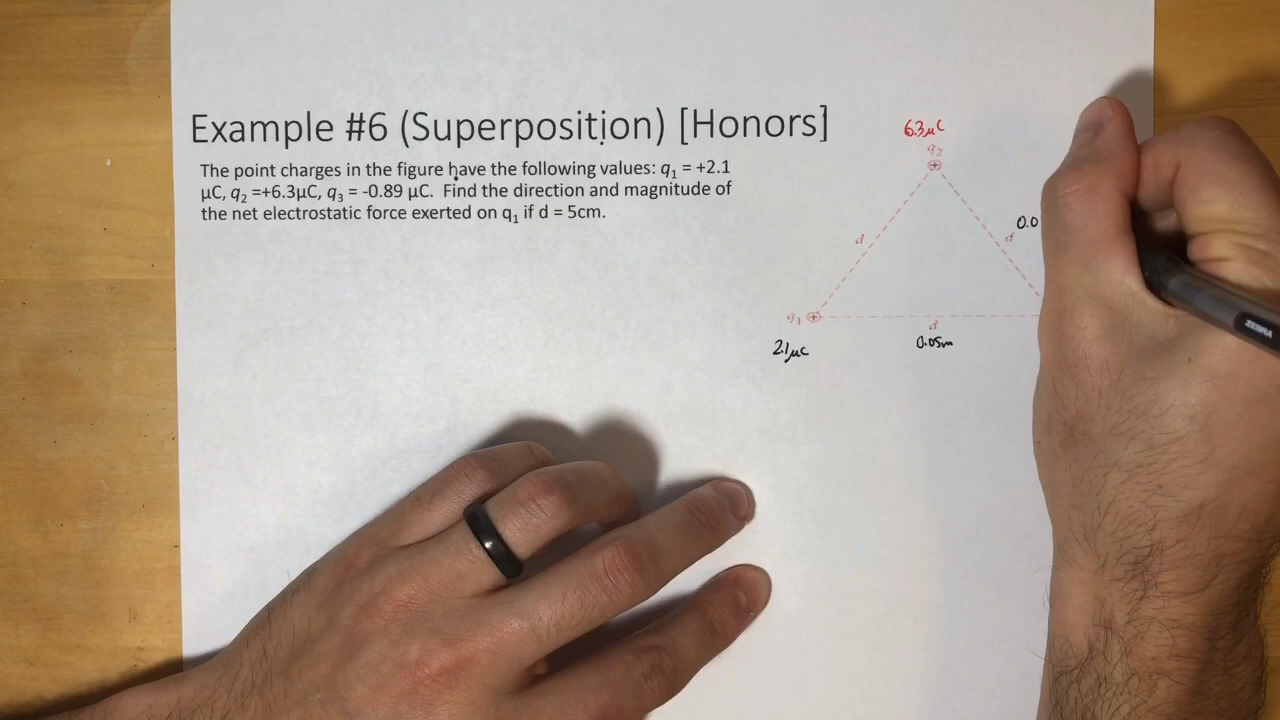 Example #6 (Superposition) [Honors]
The point charges in the figure have the following values: q₁ = +2.1
μC, q₂ =+6.3μC, q₃ = -0.89 μC. Find the direction and magnitude of
the net electrostatic force exerted on q₁ if d = 5cm.
6.3μC
q₂
d
d
0.0
q₁
d
2.1μC
0.05m
ZEBRA